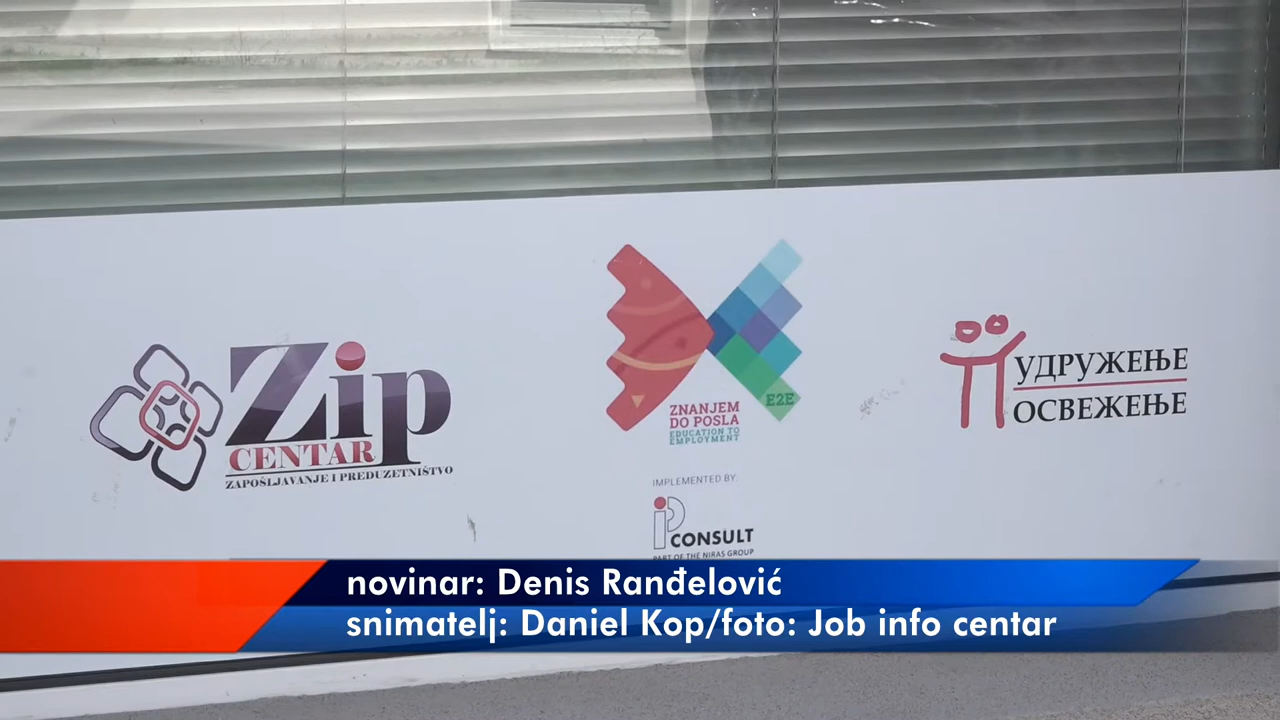 Zip
CENTAR
ZAPOŠLJAVANJE I PREDUZETNIŠTVO
ZNANJEM
DO POSLA
EDUCATION TO
EMPLOYMENT
E2E
IMPLEMENTED BY:
iP
CONSULT
PART OF THE NIRAS GROUP
УДРУЖЕЊЕ
ОСВЕЖЕЊЕ
novinar: Denis Ranđelović
snimatelj: Daniel Kop/foto: Job info centar